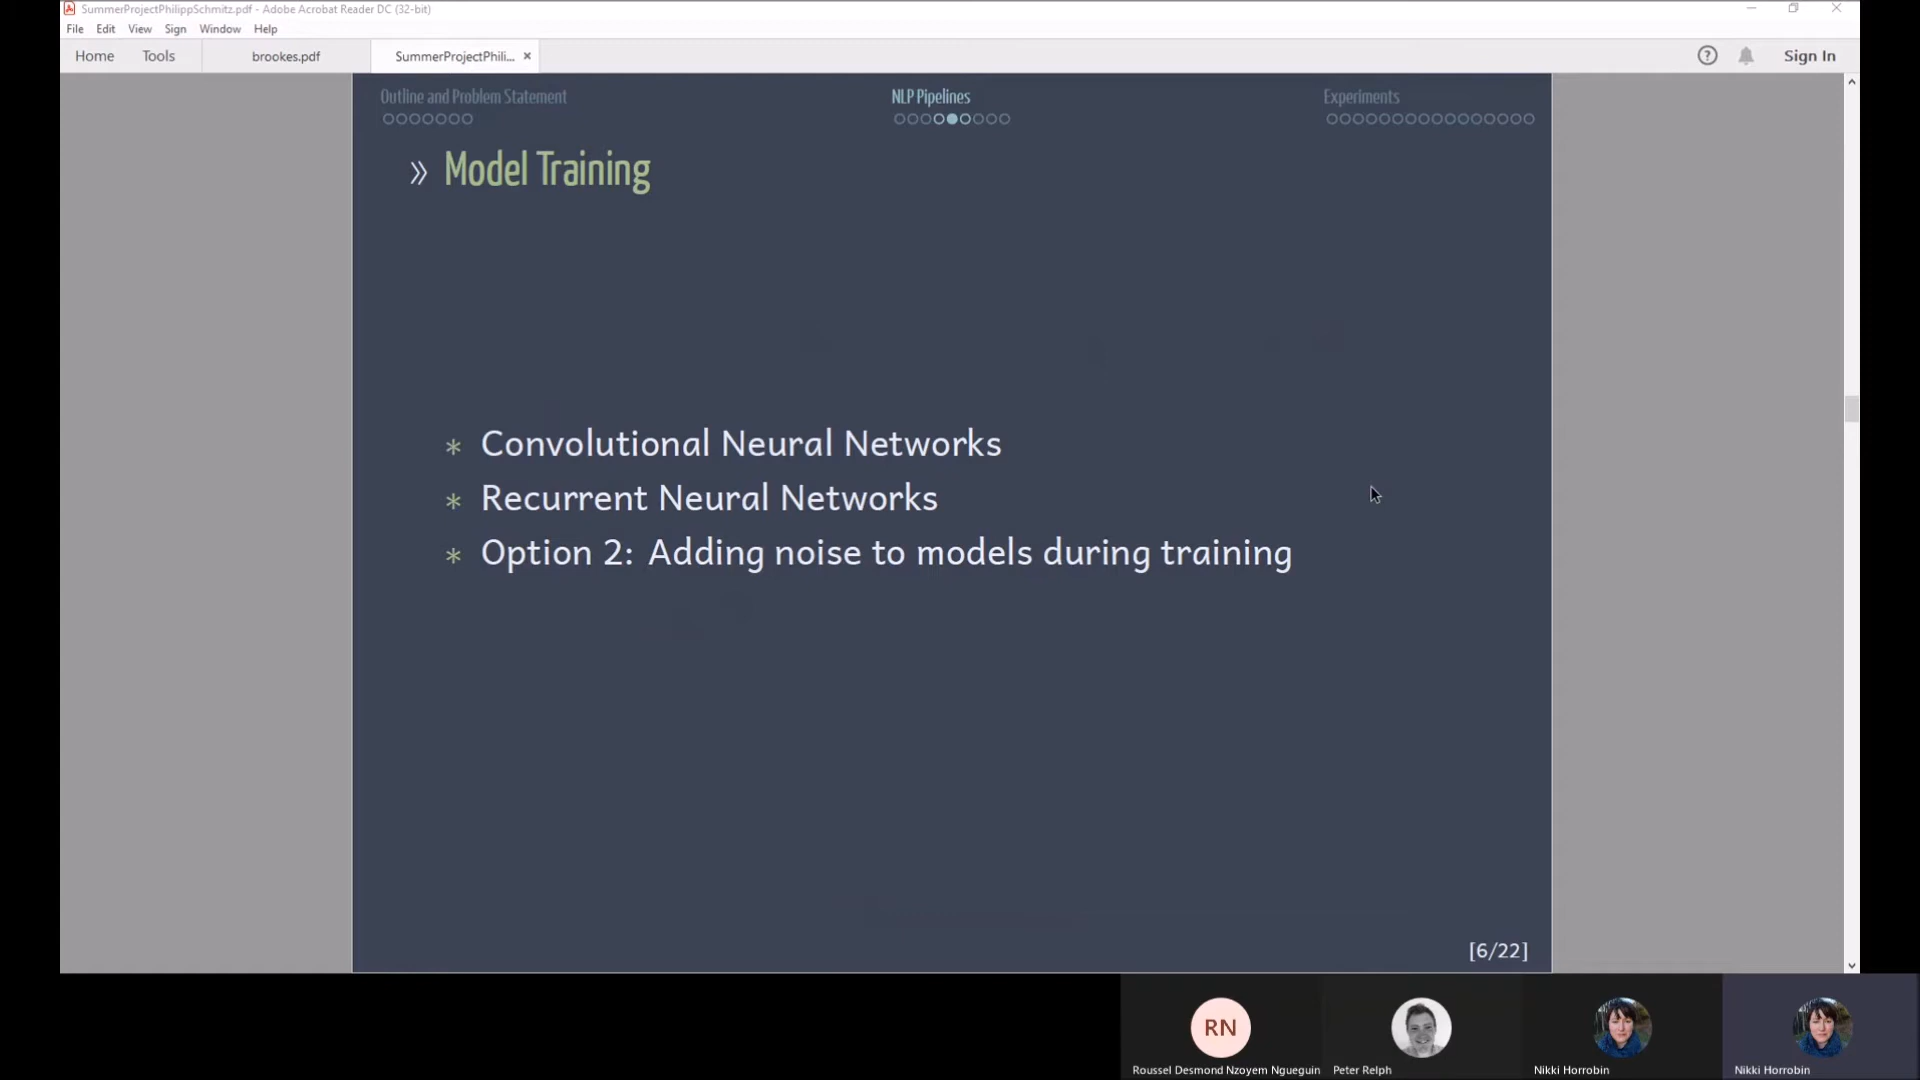 SummerProjectPhilippSchmitz.pdf - Adobe Acrobat Reader DC (32-bit)
File Edit View Sign Window Help
Home Tools brookes.pdf SummerProjectPhili... × Sign In
Outline and Problem Statement NLP Pipelines Experiments
» Model Training
* Convolutional Neural Networks
* Recurrent Neural Networks
* Option 2: Adding noise to models during training
[6/22]
RN
Roussel Desmond Nzoyem Ngueguin Peter Relph Nikki Horrobin Nikki Horrobin